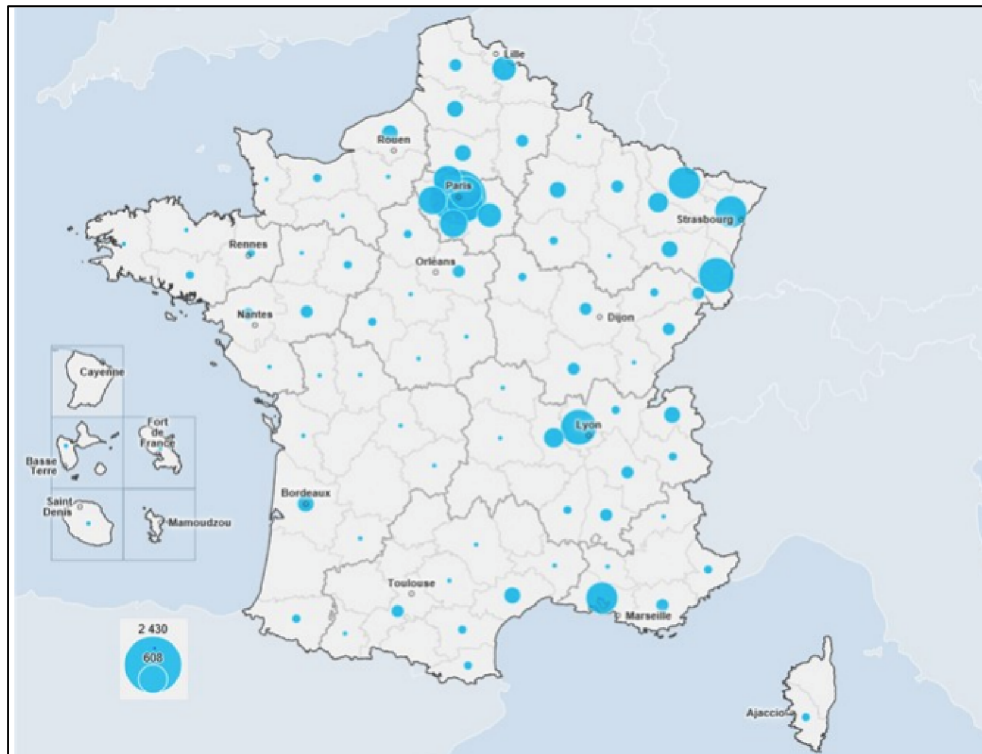 Lille
Rouen
Paris
Strasbourg
Rennes
Orléans
Nantes
Dijon
Cayenne
Fort
de
France
Basse
Terre
Lyon
Saint
Denis
Mamoudzou
Bordeaux
Toulouse
Marseille
2 430
608
Ajaccio